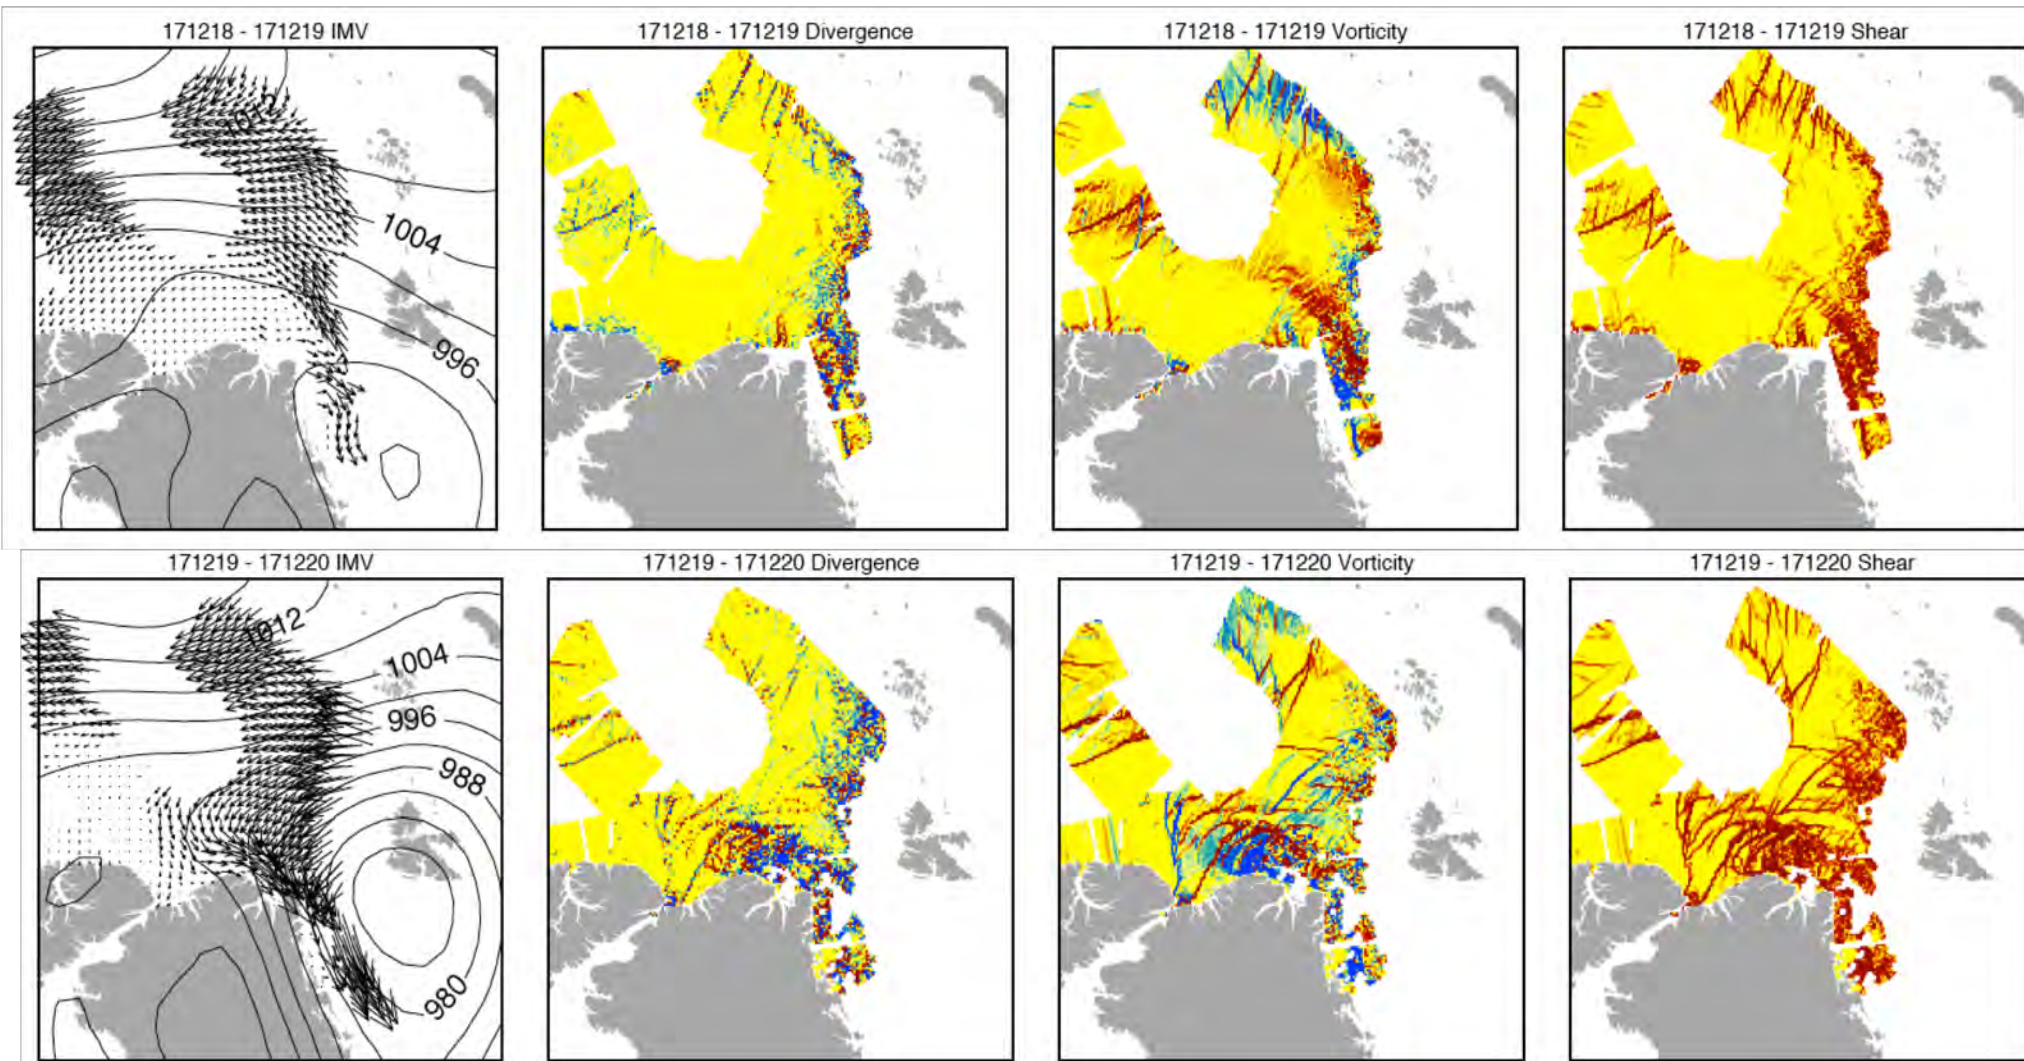 171218 - 171219 IMV
171218 - 171219 Divergence
171218 - 171219 Vorticity
171218 - 171219 Shear
1012
1004
996
171219 - 171220 IMV
171219 - 171220 Divergence
171219 - 171220 Vorticity
171219 - 171220 Shear
1012
1004
996
988
980